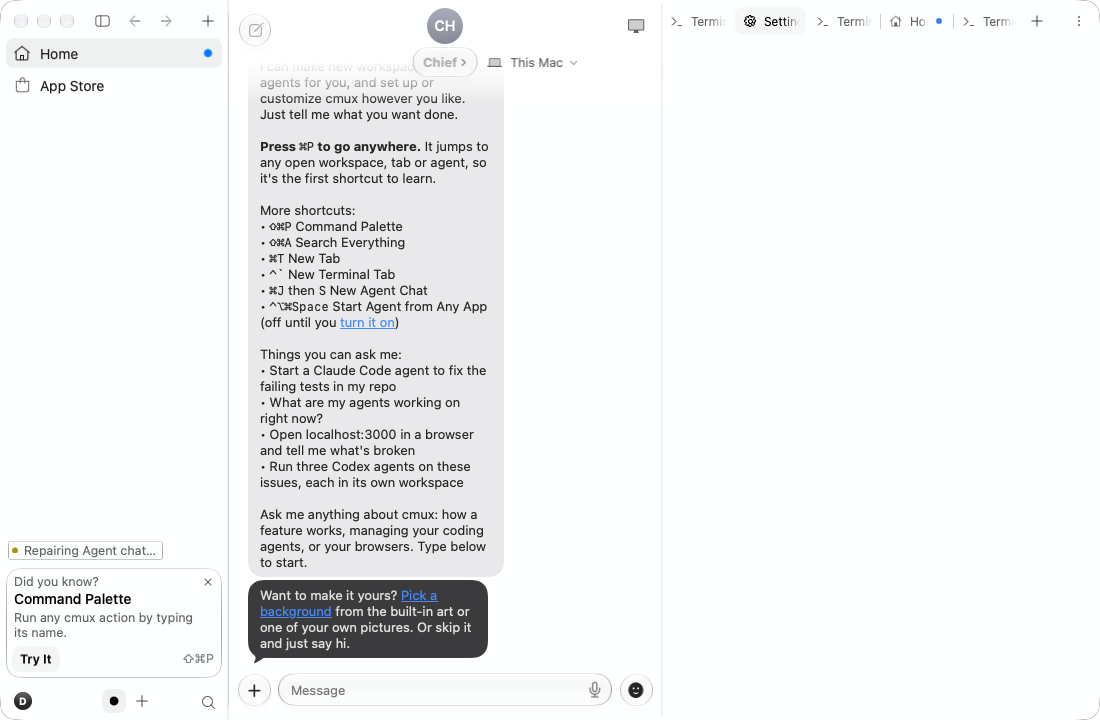 Home
App Store
Repairing Agent chat...
Did you know?
Command Palette
Run any cmux action by typing
its name.
Try It
⇧⌘P
D
CH
Chief ›
This Mac
agents for you, and set up or
customize cmux however you like.
Just tell me what you want done.
Press ⌘P to go anywhere. It jumps to
any open workspace, tab or agent, so
it's the first shortcut to learn.
More shortcuts:
• ⇧⌘P Command Palette
• ⇧⌘A Search Everything
• ⌘T New Tab
• ^` New Terminal Tab
• ⌘J then S New Agent Chat
• ^⌥⌘Space Start Agent from Any App
(off until you turn it on)
Things you can ask me:
• Start a Claude Code agent to fix the
failing tests in my repo
• What are my agents working on
right now?
• Open localhost:3000 in a browser
and tell me what's broken
• Run three Codex agents on these
issues, each in its own workspace
Ask me anything about cmux: how a
feature works, managing your coding
agents, or your browsers. Type below
to start.
Want to make it yours? Pick a
background from the built-in art or
one of your own pictures. Or skip it
and just say hi.
Message
Termin
Settin
Termin
Ho
Termi